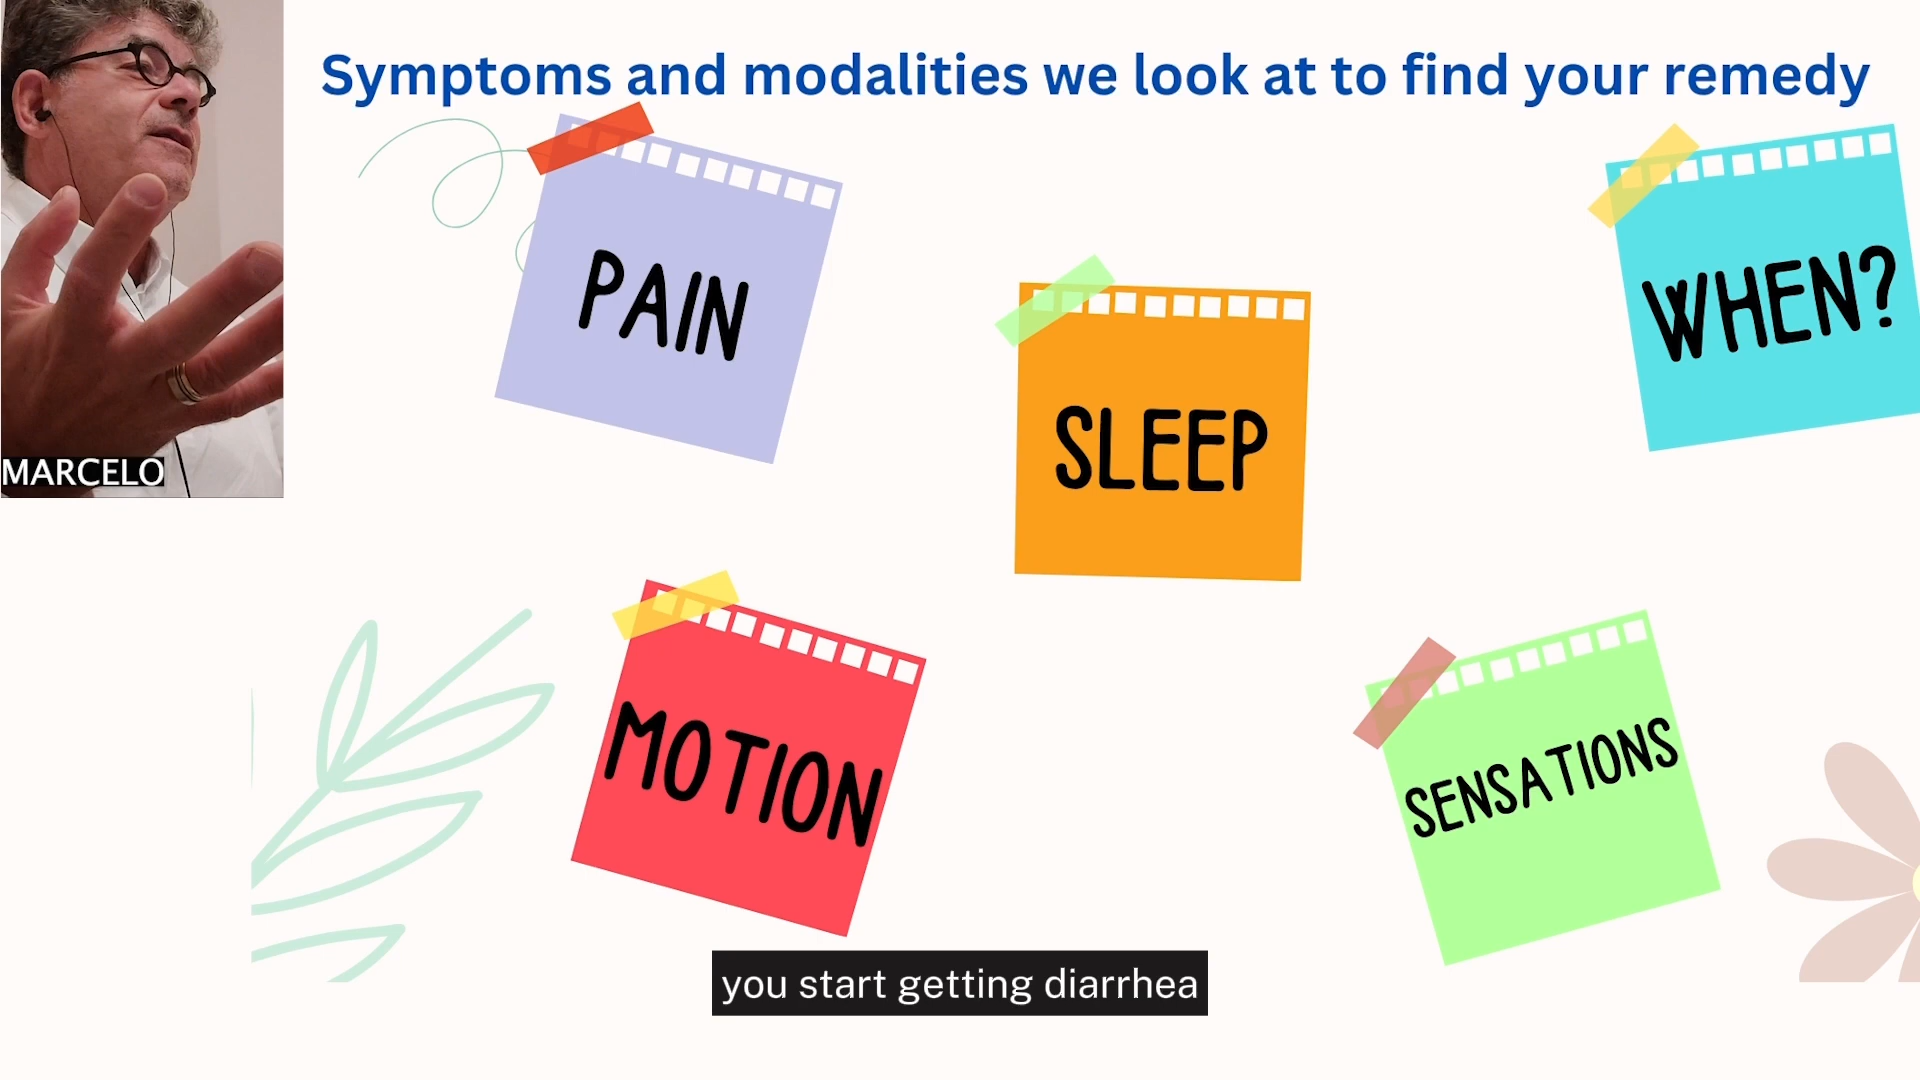 Symptoms and modalities we look at to find your remedy
PAIN
WHEN?
SLEEP
MARCELO
MOTION
SENSATIONS
you start getting diarrhea